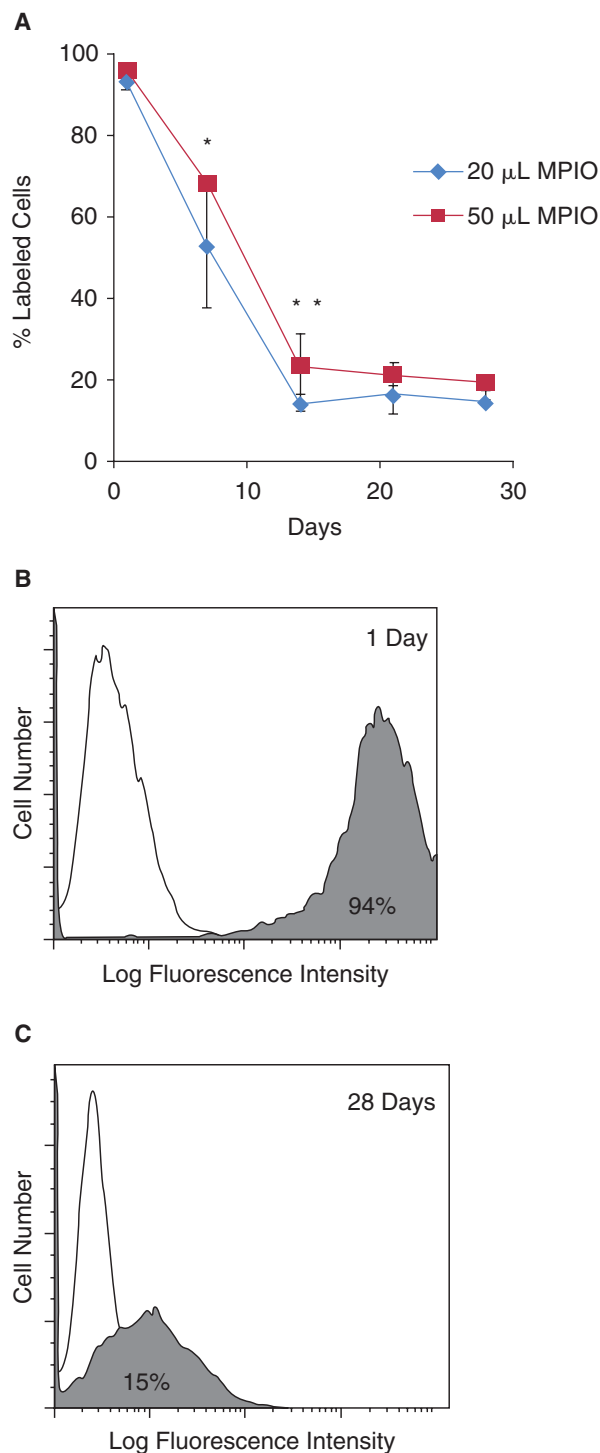 A
100
80
60
40
20
0
% Labeled Cells
*
* *
20 μL MPIO
50 μL MPIO
0 10 20 30
Days
B
1 Day
Cell Number
94%
Log Fluorescence Intensity
C
28 Days
Cell Number
15%
Log Fluorescence Intensity